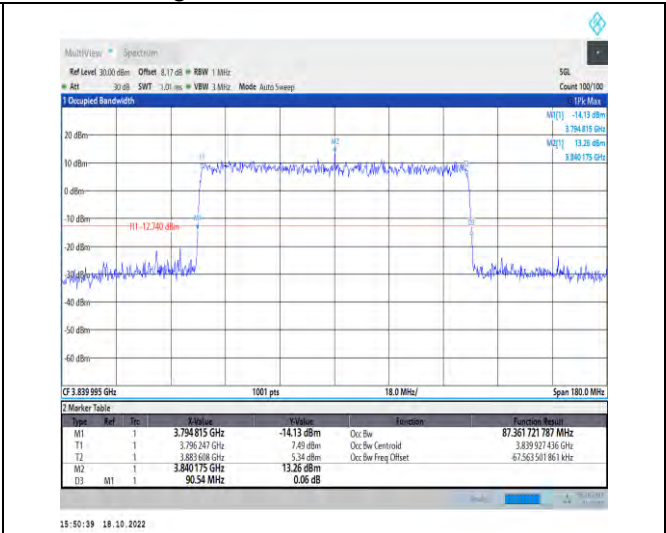 MultiView Spectrum
Ref Level 30.00 dBm Offset 8.17 dB RBW 1 MHz SGL
Att 30 dB SWT 1.01 ms VBW 3 MHz Mode Auto Sweep Count 100/100
1 Occupied Bandwidth 1Pk Max
M1[1] -14.13 dBm
3.794 815 GHz
M2[1] 13.26 dBm
3.840 175 GHz
20 dBm
M2
10 dBm
0 dBm
-10 dBm
H1 -12.740 dBm
-20 dBm
-30 dBm
-40 dBm
-50 dBm
-60 dBm
CF 3.839 995 GHz 1001 pts 18.0 MHz/ Span 180.0 MHz
2 Marker Table
Type Ref Trc X-Value Y-Value Function Function Result
M1 1 3.794 815 GHz -14.13 dBm Occ Bw 87.361 721 787 MHz
T1 1 3.796 247 GHz 7.49 dBm Occ Bw Centroid 3.839 927 436 GHz
T2 1 3.883 608 GHz 5.34 dBm Occ Bw Freq Offset -67.563 501 861 kHz
M2 1 3.840 175 GHz 13.26 dBm
D3 M1 1 90.54 MHz 0.06 dB
15:50:39 18.10.2022